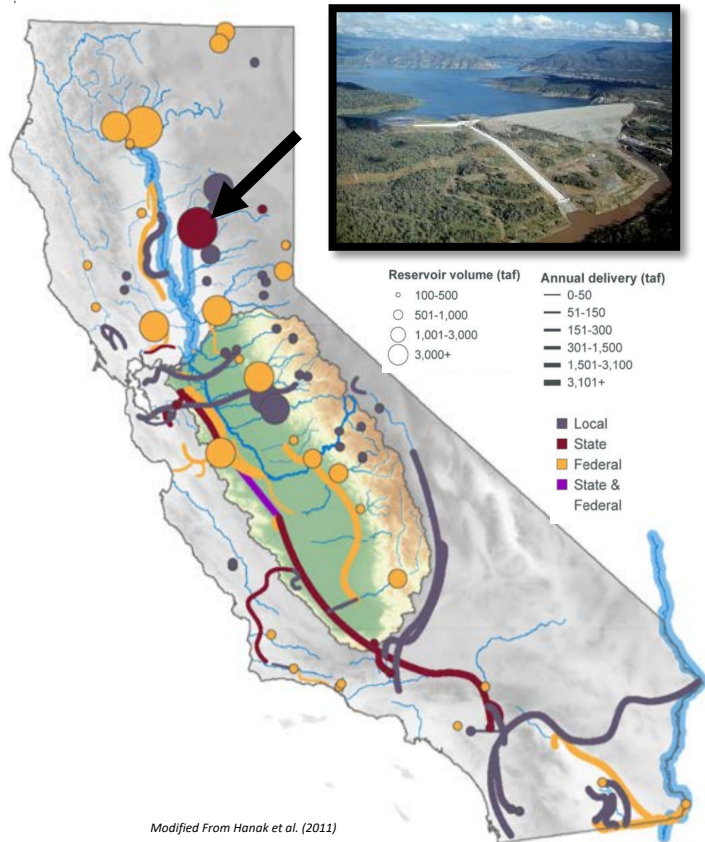 Reservoir volume (taf)
100-500
501-1,000
1,001-3,000
3,000+
Annual delivery (taf)
0-50
51-150
151-300
301-1,500
1,501-3,100
3,101+
Local
State
Federal
State &
Federal
Modified From Hanak et al. (2011)